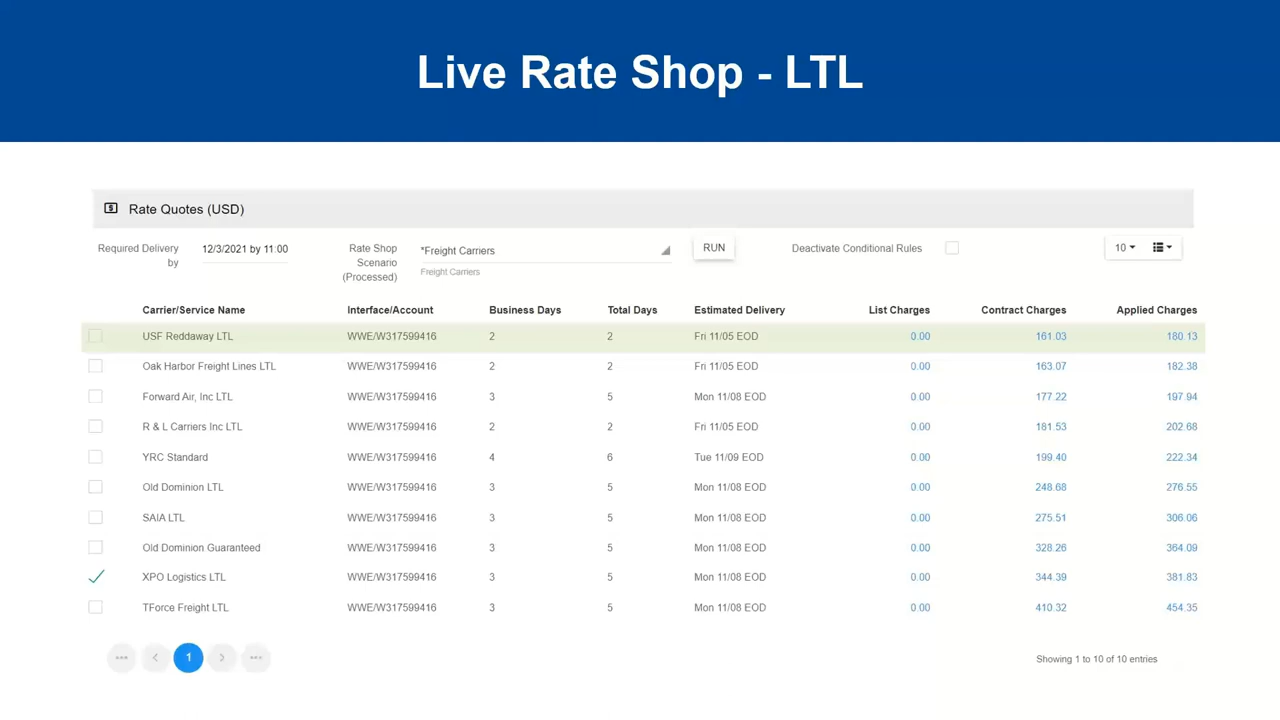 Live Rate Shop - LTL
Rate Quotes (USD)
Required Delivery by 12/3/2021 by 11:00 Rate Shop Scenario (Processed) *Freight Carriers RUN Deactivate Conditional Rules 10
Freight Carriers
Carrier/Service Name Interface/Account Business Days Total Days Estimated Delivery List Charges Contract Charges Applied Charges
USF Reddaway LTL WWE/W317599416 2 2 Fri 11/05 EOD 0.00 161.03 180.13
Oak Harbor Freight Lines LTL WWE/W317599416 2 2 Fri 11/05 EOD 0.00 163.07 182.38
Forward Air, Inc LTL WWE/W317599416 3 5 Mon 11/08 EOD 0.00 177.22 197.94
R & L Carriers Inc LTL WWE/W317599416 2 2 Fri 11/05 EOD 0.00 181.53 202.68
YRC Standard WWE/W317599416 4 6 Tue 11/09 EOD 0.00 199.40 222.34
Old Dominion LTL WWE/W317599416 3 5 Mon 11/08 EOD 0.00 248.68 276.55
SAIA LTL WWE/W317599416 3 5 Mon 11/08 EOD 0.00 275.51 306.06
Old Dominion Guaranteed WWE/W317599416 3 5 Mon 11/08 EOD 0.00 328.26 364.09
XPO Logistics LTL WWE/W317599416 3 5 Mon 11/08 EOD 0.00 344.39 381.83
TForce Freight LTL WWE/W317599416 3 5 Mon 11/08 EOD 0.00 410.32 454.35
1
Showing 1 to 10 of 10 entries